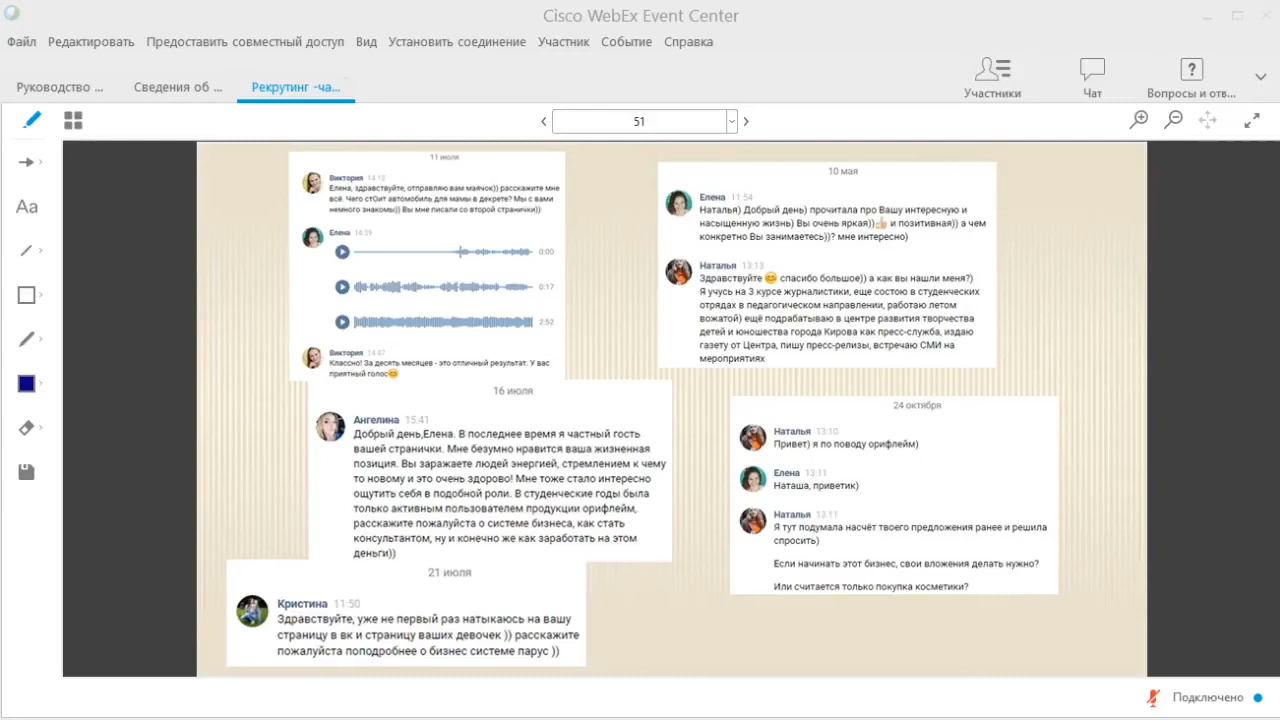 Cisco WebEx Event Center
Файл Редактировать Предоставить совместный доступ Вид Установить соединение Участник Событие Справка
Руководство ... Сведения об ... Рекрутинг -ча...
Участники Чат Вопросы и отв...
51
Aa
11 июля
Виктория 14:18
Елена, здравствуйте, отправляю вам маячок)) расскажите мне
всё. Чего стОит автомобиль для мамы в декрете? Мы с вами
немного знакомы)) Вы мне писали со второй странички))
Елена 14:39
0:00
0:17
2:52
Виктория 14:47
Классно! За десять месяцев - это отличный результат. У вас
приятный голос😊
16 июля
Ангелина 15:41
Добрый день,Елена. В последнее время я частный гость
вашей странички. Мне безумно нравится ваша жизненная
позиция. Вы заражаете людей энергией, стремлением к чему
то новому и это очень здорово! Мне тоже стало интересно
ощутить себя в подобной роли. В студенческие годы была
только активным пользователем продукции орифлейм,
расскажите пожалуйста о системе бизнеса, как стать
консультантом, ну и конечно же как заработать на этом
деньги))
21 июля
Кристина 11:50
Здравствуйте, уже не первый раз натыкаюсь на вашу
страницу в вк и страницу ваших девочек )) расскажите
пожалуйста поподробнее о бизнес системе парус ))
10 мая
Елена 11:54
Наталья) Добрый день) прочитала про Вашу интересную и
насыщенную жизнь) Вы очень яркая))👍 и позитивная)) а чем
конкретно Вы занимаетесь))? мне интересно)
Наталья 13:13
Здравствуйте 😊 спасибо большое)) а как вы нашли меня?)
Я учусь на 3 курсе журналистики, еще состою в студенческих
отрядах в педагогическом направлении, работаю летом
вожатой) ещё подрабатываю в центре развития творчества
детей и юношества города Кирова как пресс-служба, издаю
газету от Центра, пишу пресс-релизы, встречаю СМИ на
мероприятиях
24 октября
Наталья 13:10
Привет) я по поводу орифлейм)
Елена 13:11
Наташа, приветик)
Наталья 13:11
Я тут подумала насчёт твоего предложения ранее и решила
спросить)
Если начинать этот бизнес, свои вложения делать нужно?
Или считается только покупка косметики?
Подключено